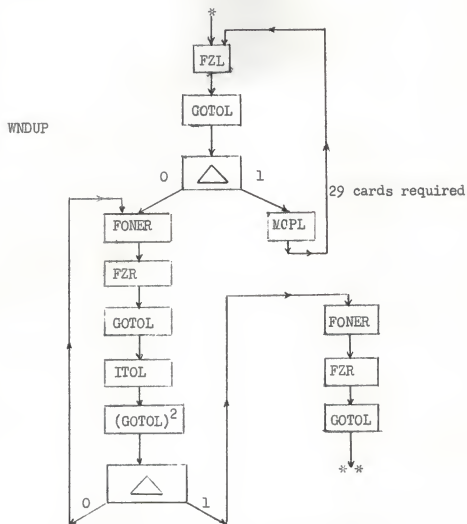 *
FZL
GOTOL
WNDUP
0 1
29 cards required
FONER
MCPL
FZR
FONER
GOTOL
FZR
ITOL
GOTOL
(GOTOL)²
**
0 1